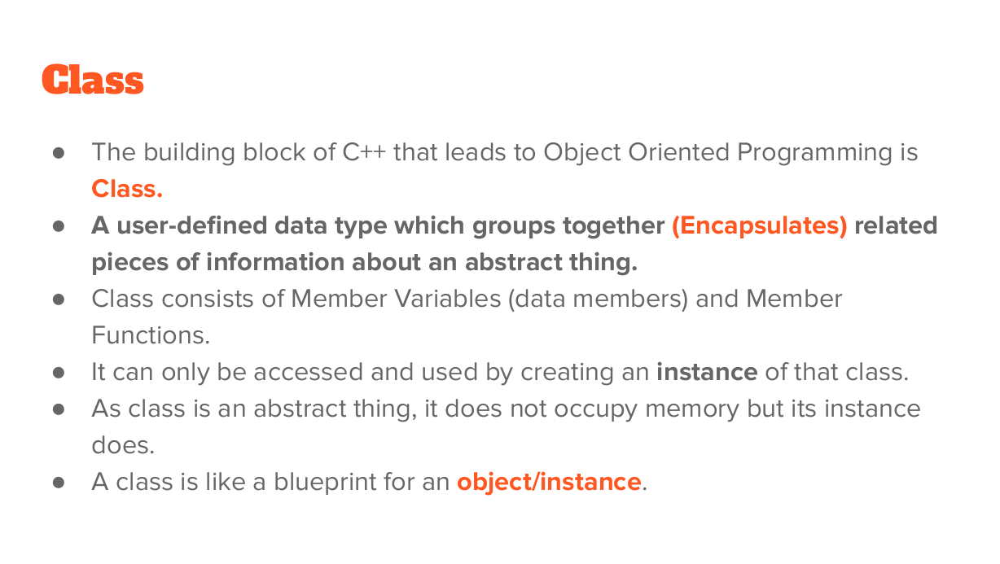 Class
● The building block of C++ that leads to Object Oriented Programming is
Class.
● A user-defined data type which groups together (Encapsulates) related
pieces of information about an abstract thing.
● Class consists of Member Variables (data members) and Member
Functions.
● It can only be accessed and used by creating an instance of that class.
● As class is an abstract thing, it does not occupy memory but its instance
does.
● A class is like a blueprint for an object/instance.